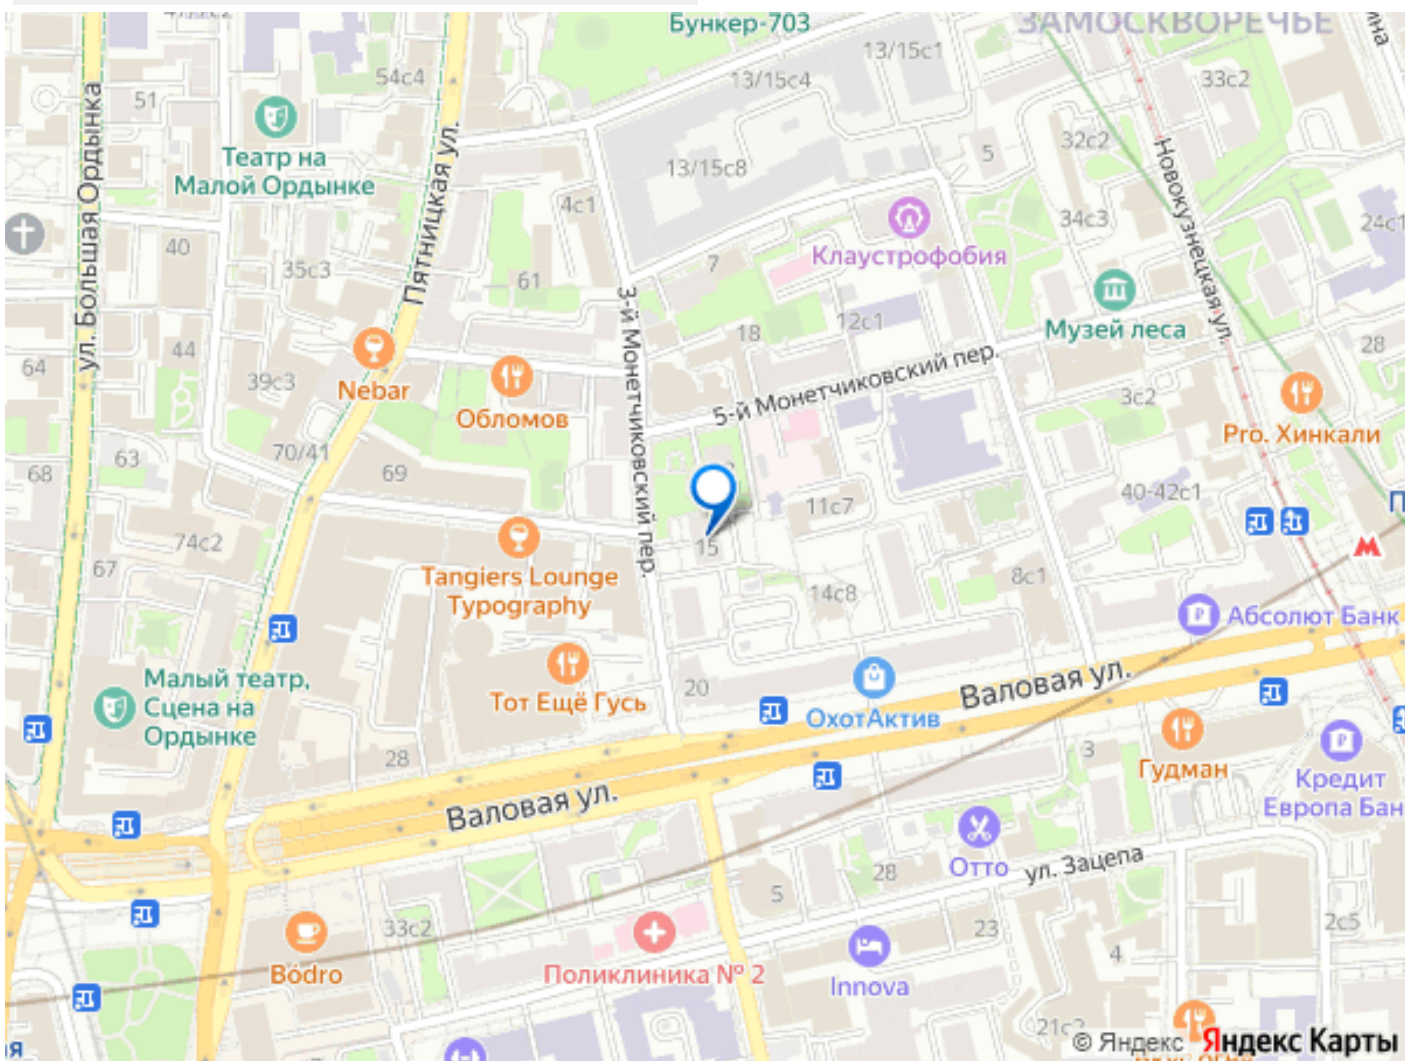 Бункер-703
ЗАМОСКВОРЕЧЬЕ
13/15с1
13/15с4
54с4
33с2
51
ул. Большая Ордынка
Театр на
Малой Ордынке
Пятницкая ул.
13/15с8
5
32с2
Новокузнецкая ул.
4с1
34с3
24с1
40
Клаустрофобия
35с3
61
7
3-й Монетчиковский пер.
Музей леса
12с1
18
28
44
64
39с3
Nebar
Обломов
5-й Монетчиковский пер.
3с2
Pro. Хинкали
70/41
63
68
69
11с7
40-42с1
74с2
15
67
Tangiers Lounge
Typography
14с8
8с1
Абсолют Банк
Малый театр,
Сцена на
Ордынке
Тот Ещё Гусь
20
ОхотАктив
Валовая ул.
28
3
Гудман
Кредит
Европа Бан
Валовая ул.
Отто
ул. Зацепа
28
5
33с2
23
2с5
4
Bodro
Поликлиника № 2
Innova
21с2
© Яндекс Яндекс Карты